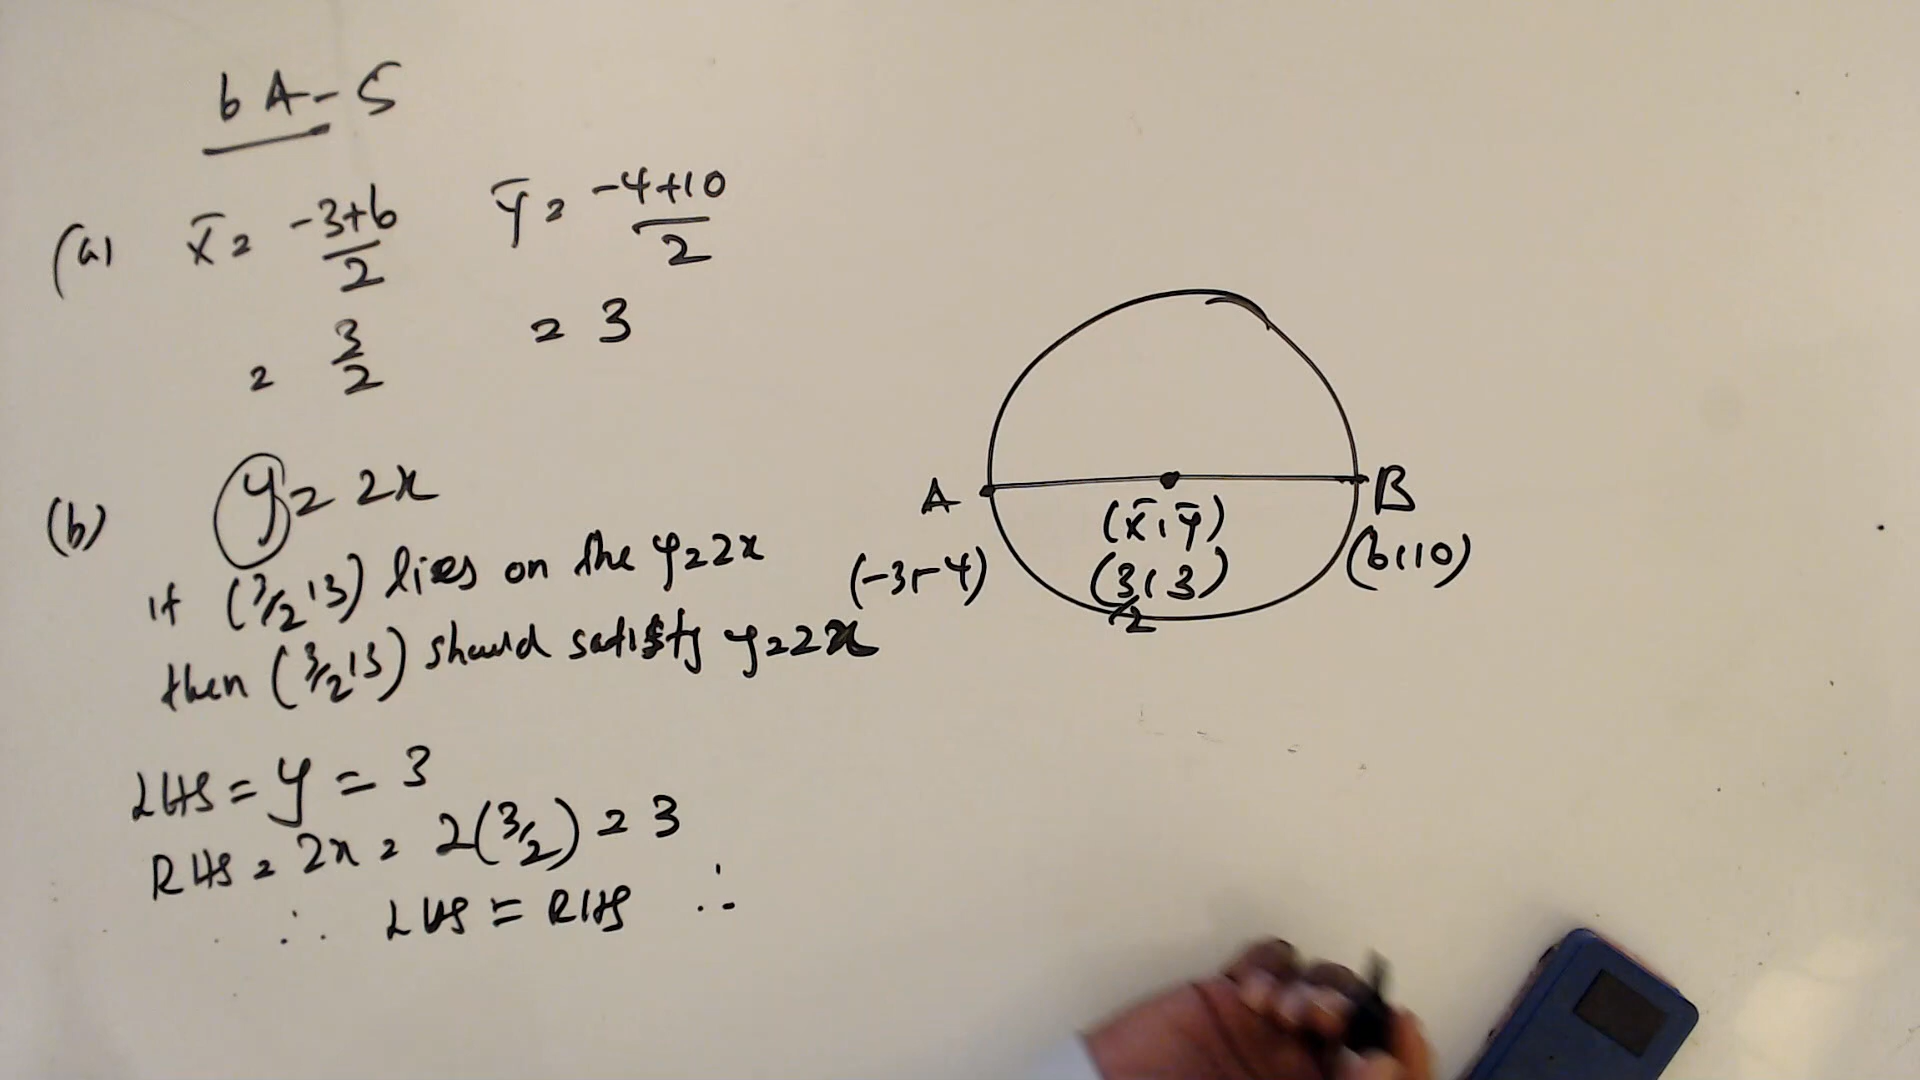 6A-5
(a) x̄ = -3+6/2 ȳ = -4+10/2
= 3/2 = 3
(b) y = 2x
if (3/2, 3) lies on the y=2x
then (3/2, 3) should satisfy y=2x
LHS = y = 3
RHS = 2x = 2(3/2) = 3
∴ LHS = RHS ∴
A B
(x̄, ȳ)
(-3, -4) (3/2, 3) (6, 10)